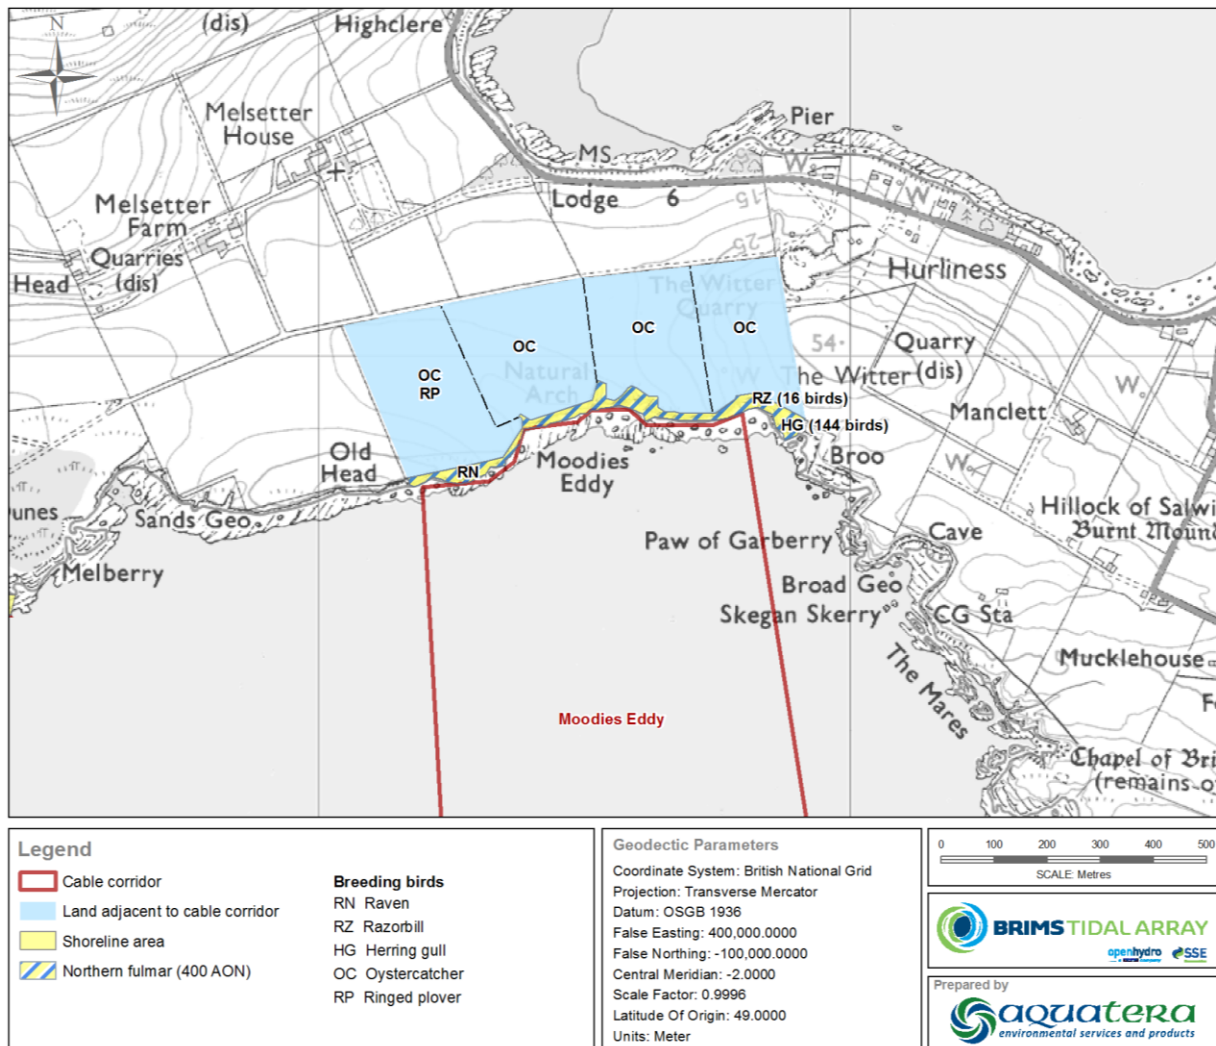 (dis)
Highclere
N
Melsetter
House
Pier
MS
W
W
Lodge
6
15
25
Melsetter
Farm
Quarries
(dis)
Head
Hurliness
The Witter
Quarry
OC
OC
OC
54
Quarry
(dis)
OC
RP
Natural
Arch
W
The Witter
W
RZ (16 birds)
Manclett
HG (144 birds)
Old
Head
RN
Moodies
Eddy
Broo
W
Sands Geo
Hillock of
Burnt
Paw of Garberry
Cave
Melberry
Broad Geo
Skegan Skerry
CG Sta
The Mares
Mucklehouse
Moodies Eddy
Chapel of
(remains
Legend
Cable corridor
Land adjacent to cable corridor
Shoreline area
Northern fulmar (400 AON)
Breeding birds
RN Raven
RZ Razorbill
HG Herring gull
OC Oystercatcher
RP Ringed plover
Geodectic Parameters
Coordinate System: British National Grid
Projection: Transverse Mercator
Datum: OSGB 1936
False Easting: 400,000.0000
False Northing: -100,000.0000
Central Meridian: -2.0000
Scale Factor: 0.9996
Latitude Of Origin: 49.0000
Units: Meter
0 100 200 300 400 500
SCALE: Metres
BRIMS TIDAL ARRAY
openhydro
SSE
Prepared by
aquatera
environmental services and products